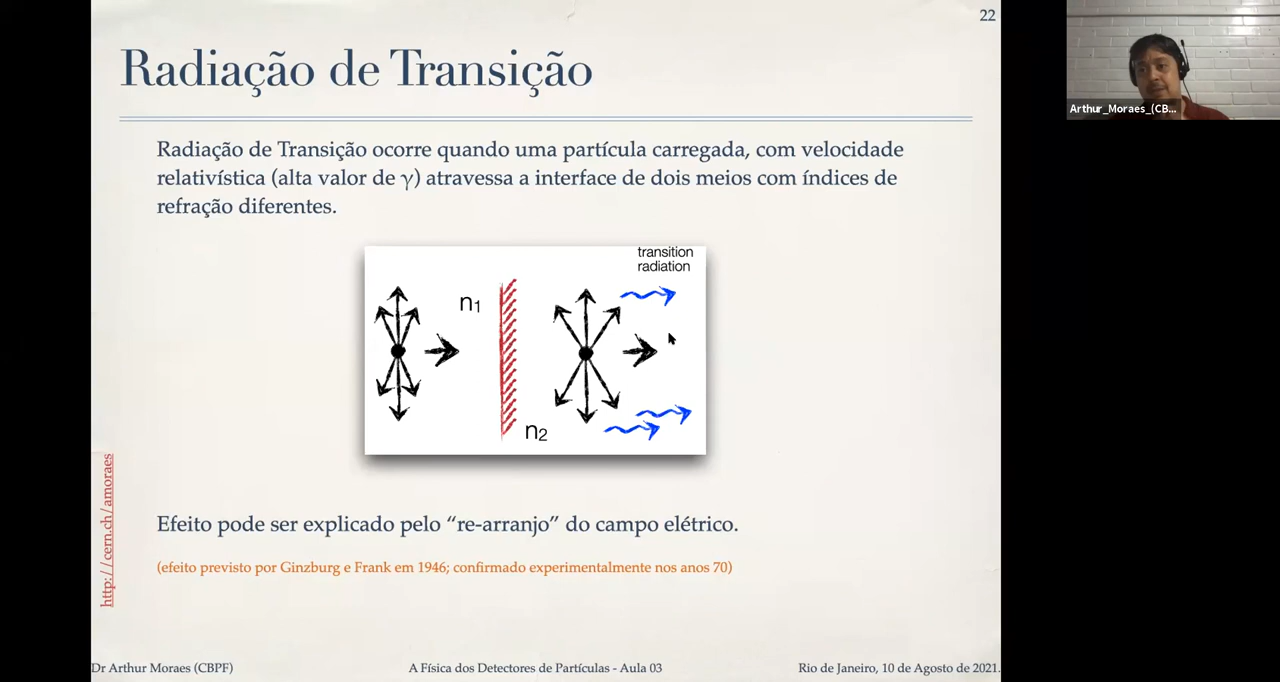 22
Radiação de Transição
Arthur_Moraes_(CB...
Radiação de Transição ocorre quando uma partícula carregada, com velocidade
relativística (alta valor de γ) atravessa a interface de dois meios com índices de
refração diferentes.
transition
radiation
n1
n2
http://cern.ch/amoraes
Efeito pode ser explicado pelo “re-arranjo” do campo elétrico.
(efeito previsto por Ginzburg e Frank em 1946; confirmado experimentalmente nos anos 70)
Dr Arthur Moraes (CBPF)
A Física dos Detectores de Partículas - Aula 03
Rio de Janeiro, 10 de Agosto de 2021.